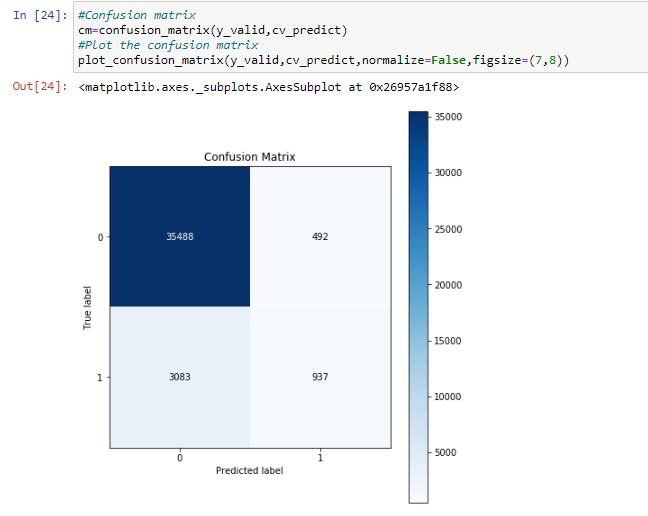 In [24]: #Confusion matrix
cm=confusion_matrix(y_valid,cv_predict)
#Plot the confusion matrix
plot_confusion_matrix(y_valid,cv_predict,normalize=False,figsize=(7,8))
Out[24]: <matplotlib.axes._subplots.AxesSubplot at 0x26957a1f88>
Confusion Matrix
35000
30000
25000
20000
15000
10000
5000
True label
0
35488
492
1
3083
937
0
1
Predicted label